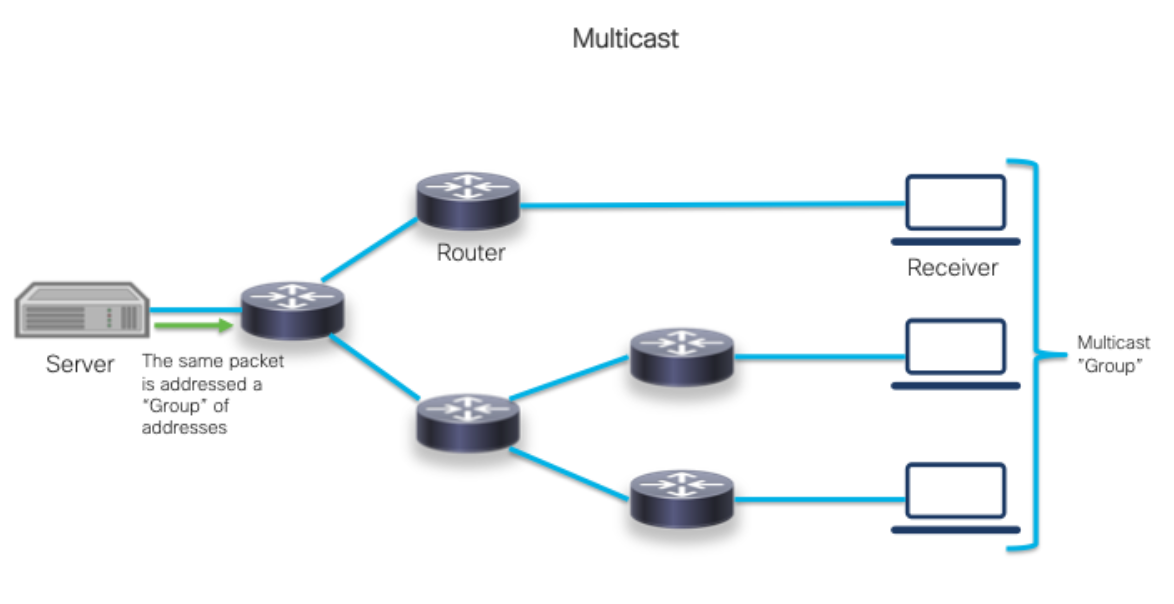 Multicast
Router
Receiver
Server
The same packet
is addressed a
“Group” of
addresses
Multicast
”Group”